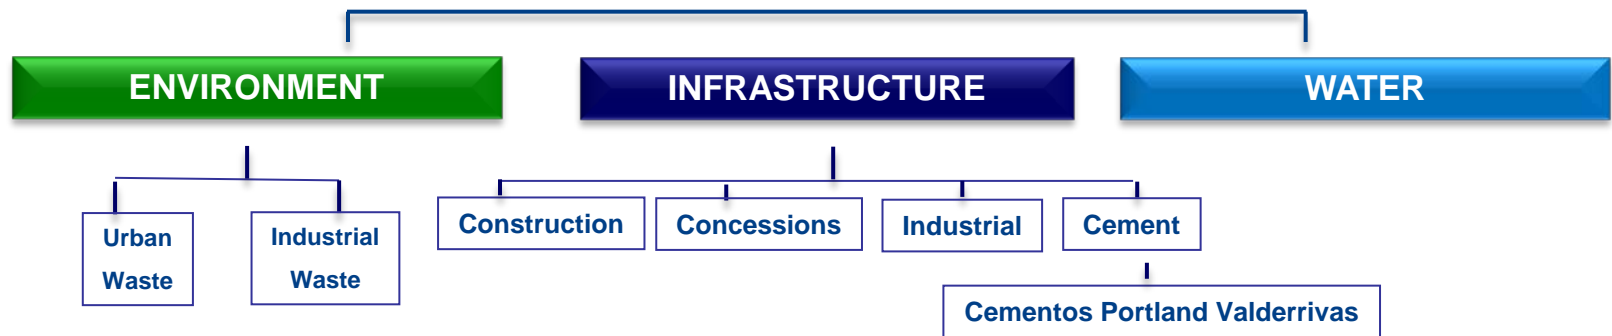 ENVIRONMENT
INFRASTRUCTURE
WATER
Urban
Waste
Industrial
Waste
Construction
Concessions
Industrial
Cement
Cementos Portland Valderrivas